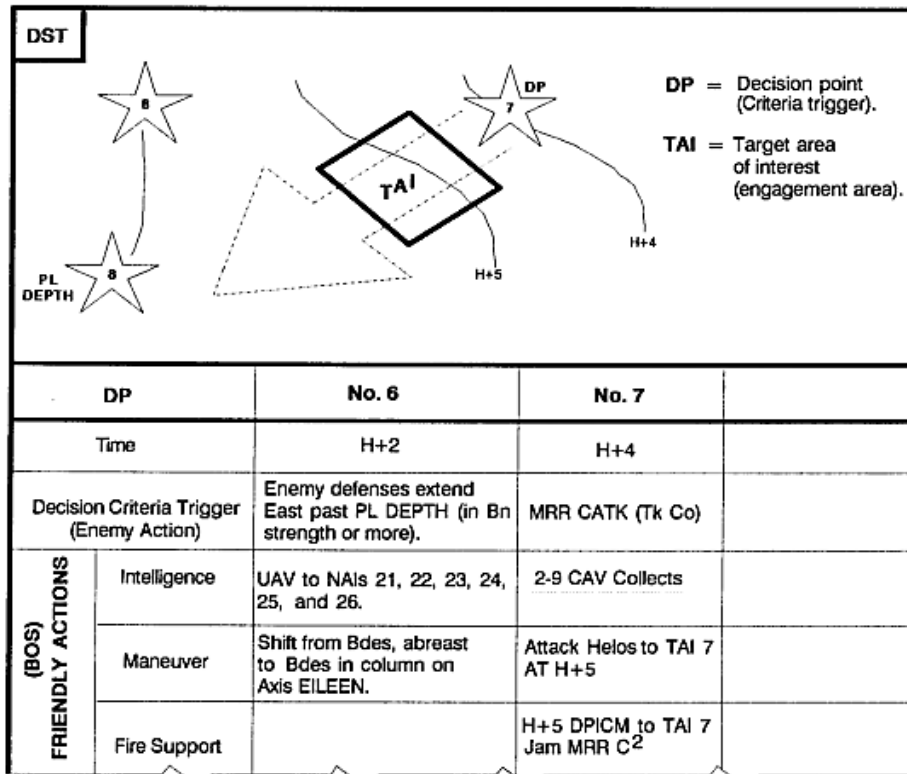 DST
6
DP
7
DP = Decision point
(Criteria trigger).
TAI = Target area
of interest
(engagement area).
TAI
8
PL
DEPTH
H+5
H+4
DP
No. 6
No. 7
Time
H+2
H+4
Decision Criteria Trigger
(Enemy Action)
Enemy defenses extend
East past PL DEPTH (in Bn
strength or more).
MRR CATK (Tk Co)
(BOS)
FRIENDLY ACTIONS
Intelligence
UAV to NAIs 21, 22, 23, 24,
25, and 26.
2-9 CAV Collects
Maneuver
Shift from Bdes, abreast
to Bdes in column on
Axis EILEEN.
Attack Helos to TAI 7
AT H+5
Fire Support
H+5 DPICM to TAI 7
Jam MRR C2